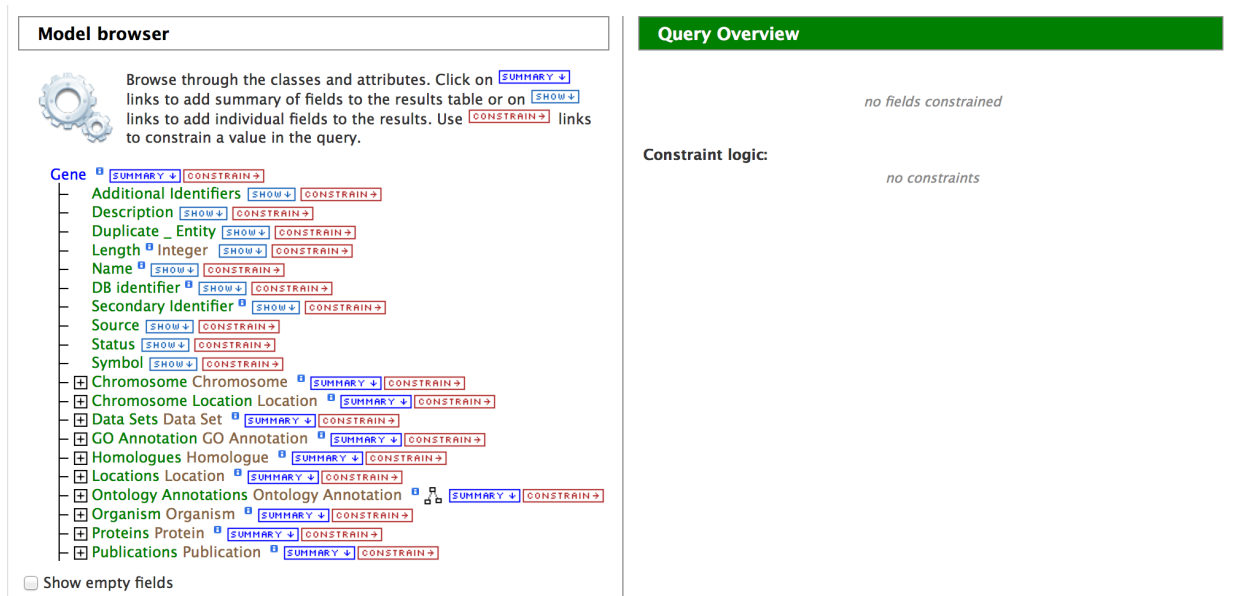 Model browser
Browse through the classes and attributes. Click on SUMMARY ↓
links to add summary of fields to the results table or on SHOW ↓
links to add individual fields to the results. Use CONSTRAIN → links
to constrain a value in the query.
Gene i SUMMARY ↓ CONSTRAIN →
Additional Identifiers SHOW ↓ CONSTRAIN →
Description SHOW ↓ CONSTRAIN →
Duplicate _ Entity SHOW ↓ CONSTRAIN →
Length i Integer SHOW ↓ CONSTRAIN →
Name i SHOW ↓ CONSTRAIN →
DB identifier i SHOW ↓ CONSTRAIN →
Secondary Identifier i SHOW ↓ CONSTRAIN →
Source SHOW ↓ CONSTRAIN →
Status SHOW ↓ CONSTRAIN →
Symbol SHOW ↓ CONSTRAIN →
+ Chromosome Chromosome i SUMMARY ↓ CONSTRAIN →
+ Chromosome Location Location i SUMMARY ↓ CONSTRAIN →
+ Data Sets Data Set i SUMMARY ↓ CONSTRAIN →
+ GO Annotation GO Annotation i SUMMARY ↓ CONSTRAIN →
+ Homologues Homologue i SUMMARY ↓ CONSTRAIN →
+ Locations Location i SUMMARY ↓ CONSTRAIN →
+ Ontology Annotations Ontology Annotation i SUMMARY ↓ CONSTRAIN →
+ Organism Organism i SUMMARY ↓ CONSTRAIN →
+ Proteins Protein i SUMMARY ↓ CONSTRAIN →
+ Publications Publication i SUMMARY ↓ CONSTRAIN →
Show empty fields
Query Overview
no fields constrained
Constraint logic:
no constraints